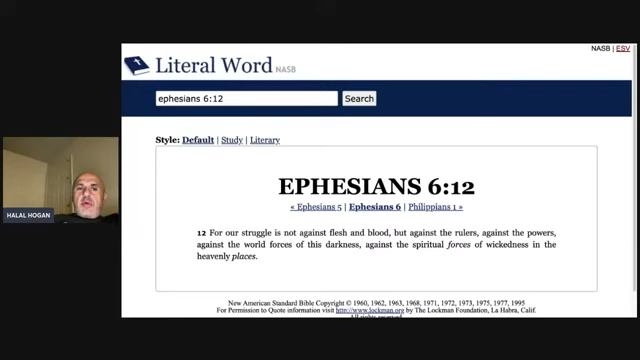 NASB | ESV
Literal Word NASB
ephesians 6:12 Search
Style: Default | Study | Literary
EPHESIANS 6:12
« Ephesians 5 | Ephesians 6 | Philippians 1 »
12 For our struggle is not against flesh and blood, but against the rulers, against the powers,
against the world forces of this darkness, against the spiritual forces of wickedness in the
heavenly places.
HALAL HOGAN
New American Standard Bible Copyright © 1960, 1962, 1963, 1968, 1971, 1972, 1973, 1975, 1977, 1995
For Permission to Quote information visit http://www.lockman.org by The Lockman Foundation, La Habra, Calif.
All rights reserved